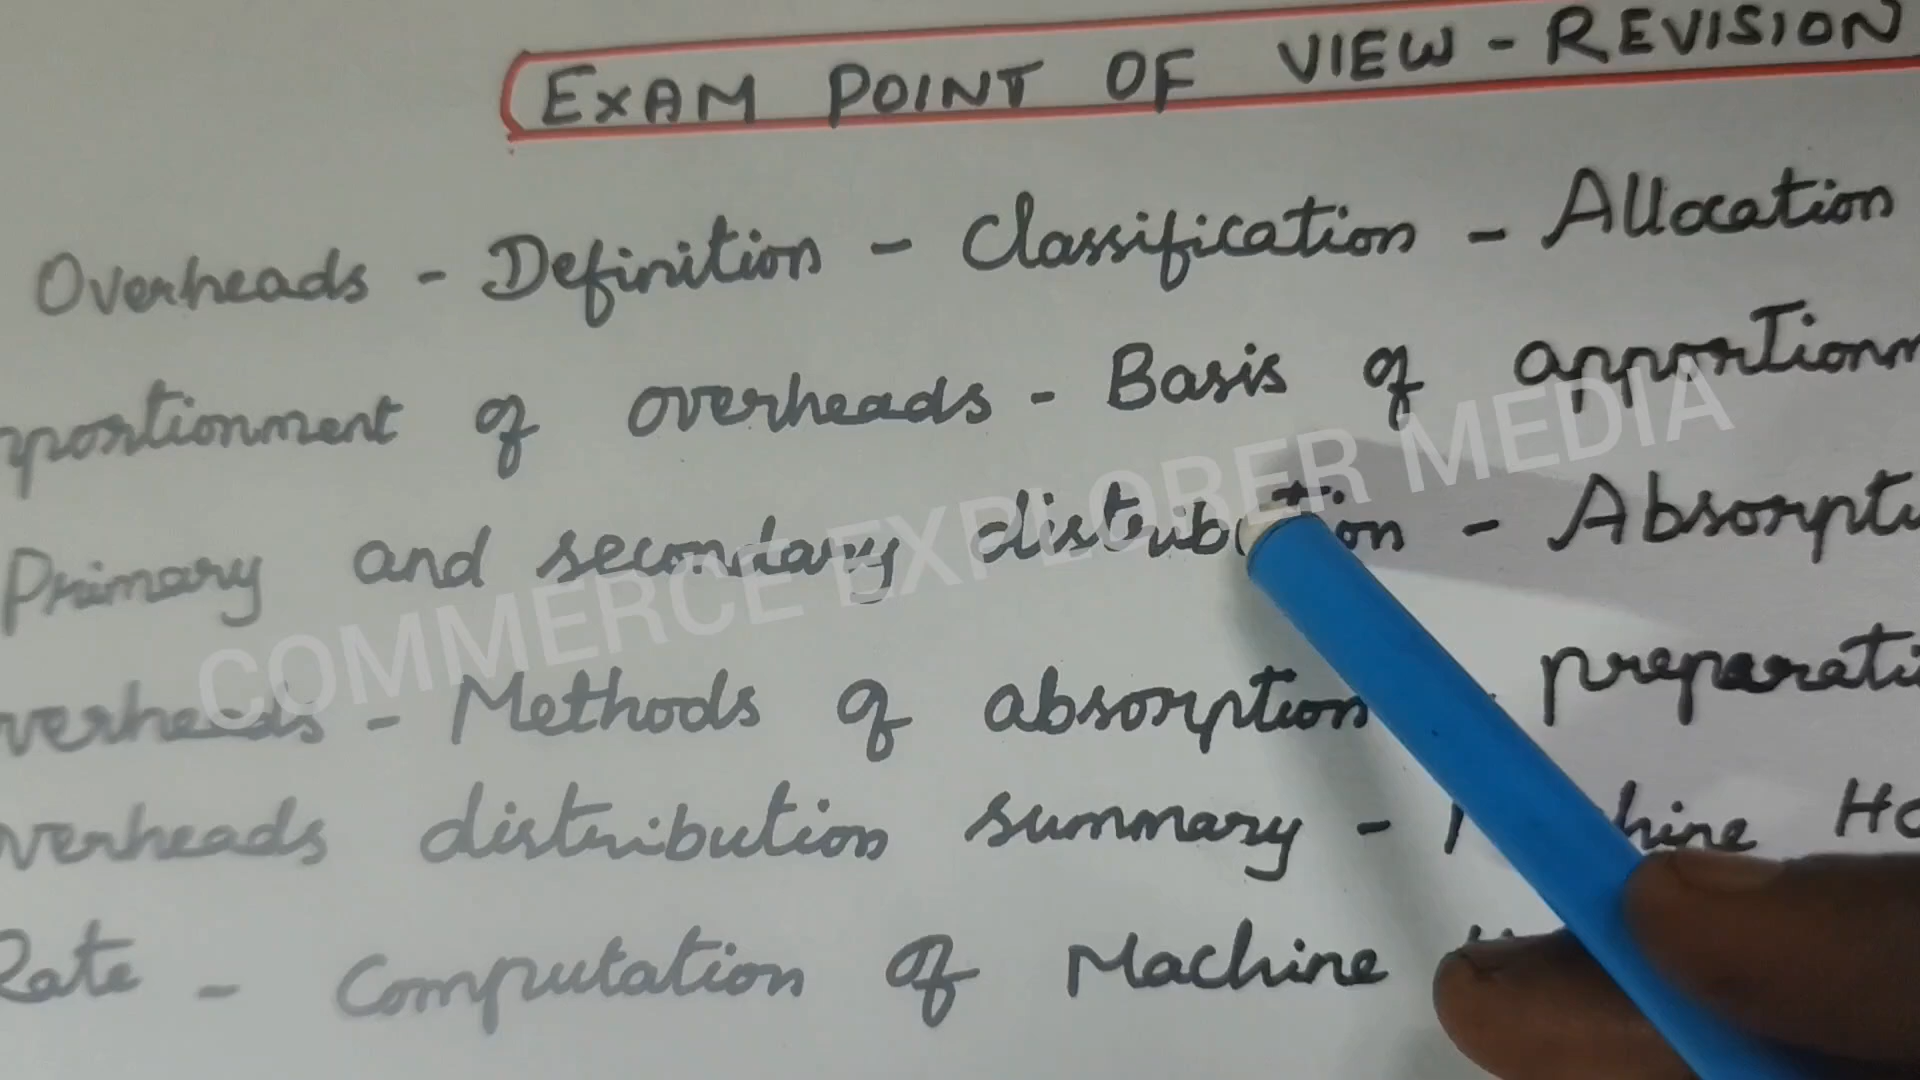 EXAM POINT OF VIEW - REVISION
Overheads - Definition - Classification - Allocation
pportionment of overheads - Basis of apportionm
Primary and secondary distribution - Absorpti
verheads - Methods of absorption - preparati
verheads distribution summary - Machine Ho
Rate - Computation of Machine
COMMERCE EXPLORER MEDIA